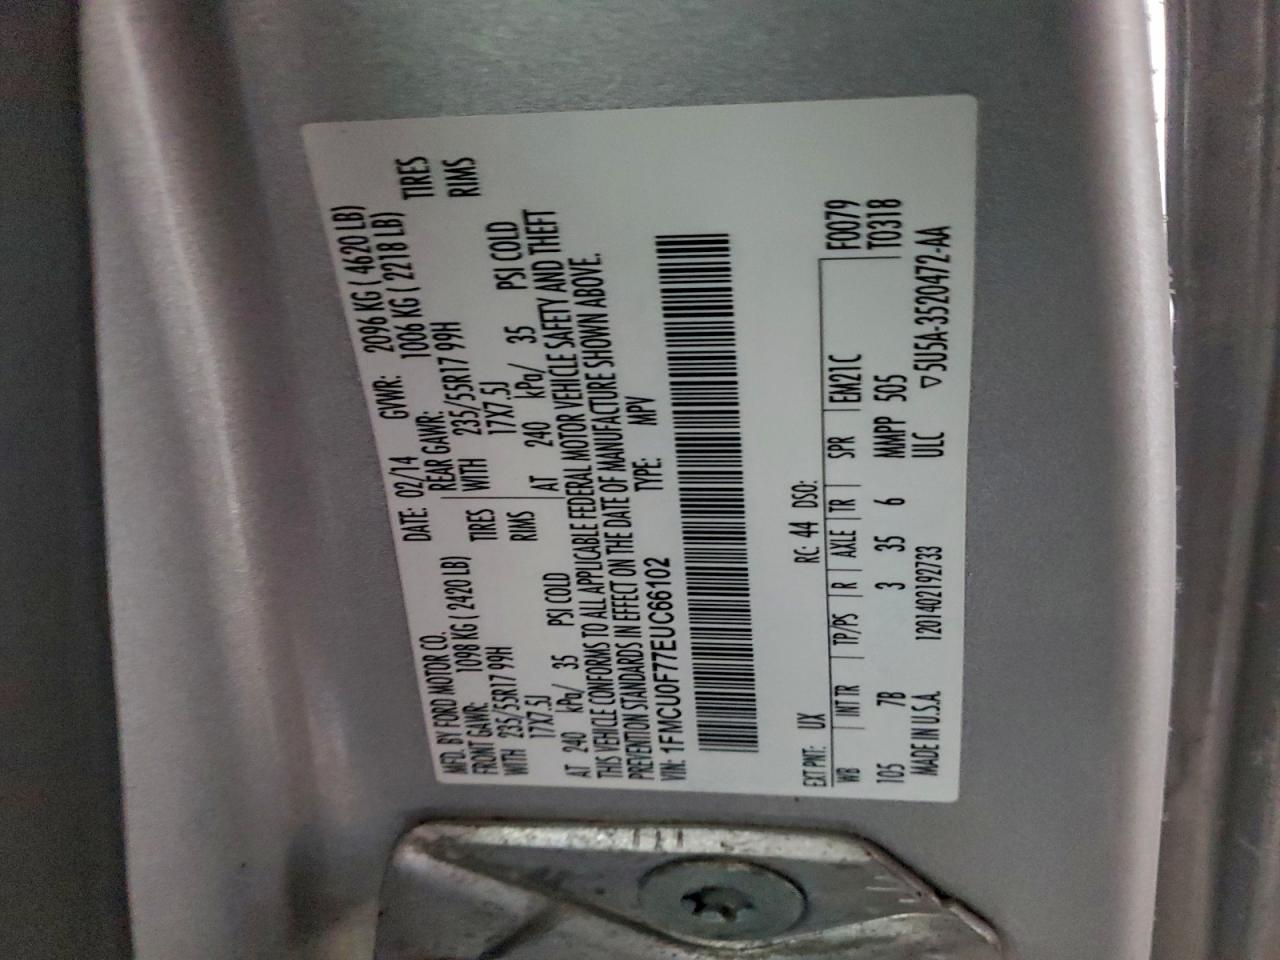 MFD. BY FORD MOTOR CO.
DATE: 02/14 GVWR: 2096 KG ( 4620 LB)
FRONT GAWR: 1098 KG ( 2420 LB) REAR GAWR: 1006 KG ( 2218 LB)
WITH 235/55R17 99H TIRES WITH 235/55R17 99H TIRES
17X7.5J RIMS 17X7.5J RIMS
AT 240 kPa/ 35 PSI COLD AT 240 kPa/ 35 PSI COLD
THIS VEHICLE CONFORMS TO ALL APPLICABLE FEDERAL MOTOR VEHICLE SAFETY AND THEFT
PREVENTION STANDARDS IN EFFECT ON THE DATE OF MANUFACTURE SHOWN ABOVE.
VIN: 1FMCU0F77EUC66102 TYPE: MPV
EXT PNT: UX RC: 44 DSO: F0079
WB INT TR TP/PS R AXLE TR SPR EM21C T0318
105 7B 3 35 6 MMPP 505
MADE IN U.S.A. 1201402192733 ULC ▽5U5A-3520472-AA